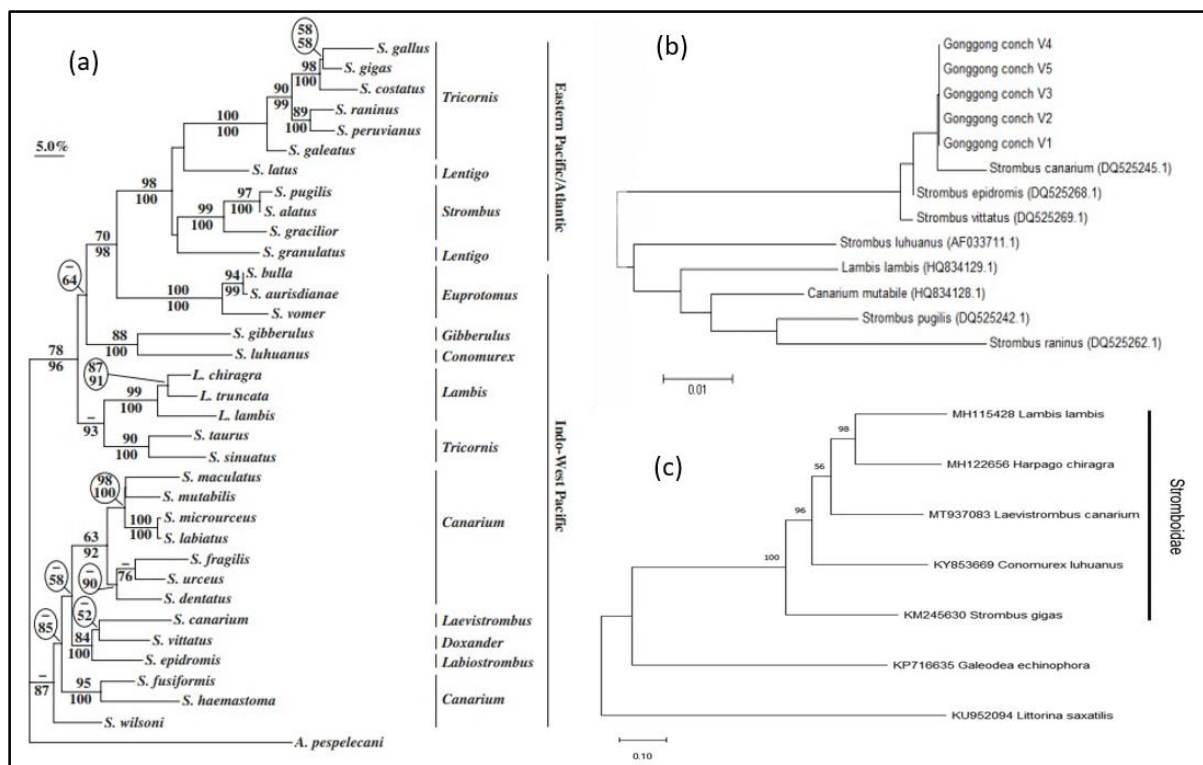 (a)
58
58
S. gallus
98
S. gigas
100
S. costatus
90
99
89
S. raninus
100
S. peruvianus
100
100
S. galeatus
Tricornis
5.0%
S. latus
Lentigo
98
100
97
S. pugilis
100
S. alatus
99
100
S. gracilior
Strombus
S. granulatus
Lentigo
Eastern Pacific/Atlantic
70
98
94
S. bulla
99
S. aurisdianae
100
100
S. vomer
Euprotomus
–
64
88
S. gibberulus
Gibberulus
100
S. luhuanus
Conomurex
78
96
87
91
L. chiragra
L. truncata
99
100
L. lambis
Lambis
–
93
90
S. taurus
100
S. sinuatus
Tricornis
98
100
S. maculatus
S. mutabilis
100
S. microurceus
100
S. labiatus
Canarium
63
92
–
76
S. fragilis
–
90
S. urceus
S. dentatus
–
58
–
52
S. canarium
Laevistrombus
84
S. vittatus
Doxander
100
S. epidromis
Labiostrombus
–
85
95
S. fusiformis
100
S. haemastoma
Canarium
–
87
S. wilsoni
Indo-West Pacific
A. pespelecani
(b)
Gonggong conch V4
Gonggong conch V5
Gonggong conch V3
Gonggong conch V2
Gonggong conch V1
Strombus canarium (DQ525245.1)
Strombus epidromis (DQ525268.1)
Strombus vittatus (DQ525269.1)
Strombus luhuanus (AF033711.1)
Lambis lambis (HQ834129.1)
Canarium mutabile (HQ834128.1)
Strombus pugilis (DQ525242.1)
Strombus raninus (DQ525262.1)
0.01
(c)
MH115428 Lambis lambis
98
MH122656 Harpago chiragra
56
MT937083 Laevistrombus canarium
96
KY853669 Conomurex luhuanus
100
KM245630 Strombus gigas
Stromboidae
KP716635 Galeodea echinophora
KU952094 Littorina saxatilis
0.10